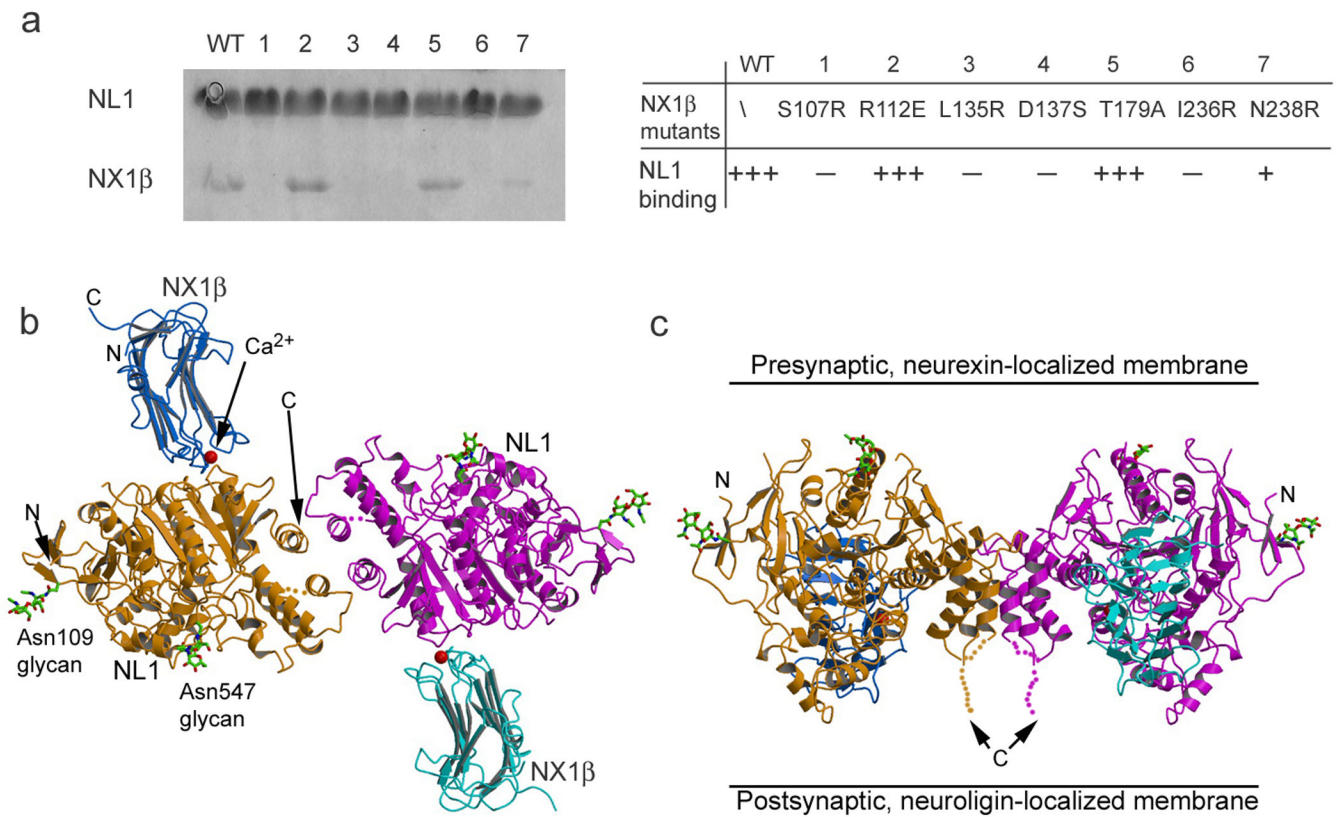 a
WT 1 2 3 4 5 6 7
NL1
NX1β
WT 1 2 3 4 5 6 7
NX1β mutants \ S107R R112E L135R D137S T179A I236R N238R
NL1 binding +++ — +++ — — +++ — +
b
NX1β
C
N
Ca2+
C
NL1
N
Asn109
glycan
NL1
Asn547
glycan
NX1β
c
Presynaptic, neurexin-localized membrane
N
N
C
Postsynaptic, neuroligin-localized membrane